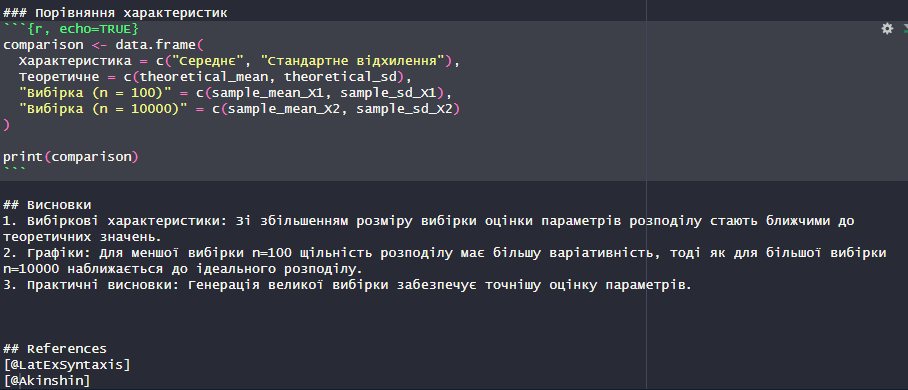 ### Порівняння характеристик
```{r, echo=TRUE}
comparison <- data.frame(
  Характеристика = c("Середнє", "Стандартне відхилення"),
  Теоретичне = c(theoretical_mean, theoretical_sd),
  "Вибірка (n = 100)" = c(sample_mean_X1, sample_sd_X1),
  "Вибірка (n = 10000)" = c(sample_mean_X2, sample_sd_X2)
)
print(comparison)
```
## Висновки
1. Вибіркові характеристики: Зі збільшенням розміру вибірки оцінки параметрів розподілу стають ближчими до
теоретичних значень.
2. Графіки: Для меншої вибірки n=100 щільність розподілу має більшу варіативність, тоді як для більшої вибірки
n=10000 наближається до ідеального розподілу.
3. Практичні висновки: Генерація великої вибірки забезпечує точнішу оцінку параметрів.
## References
[@LatExSyntaxis]
[@Akinshin]